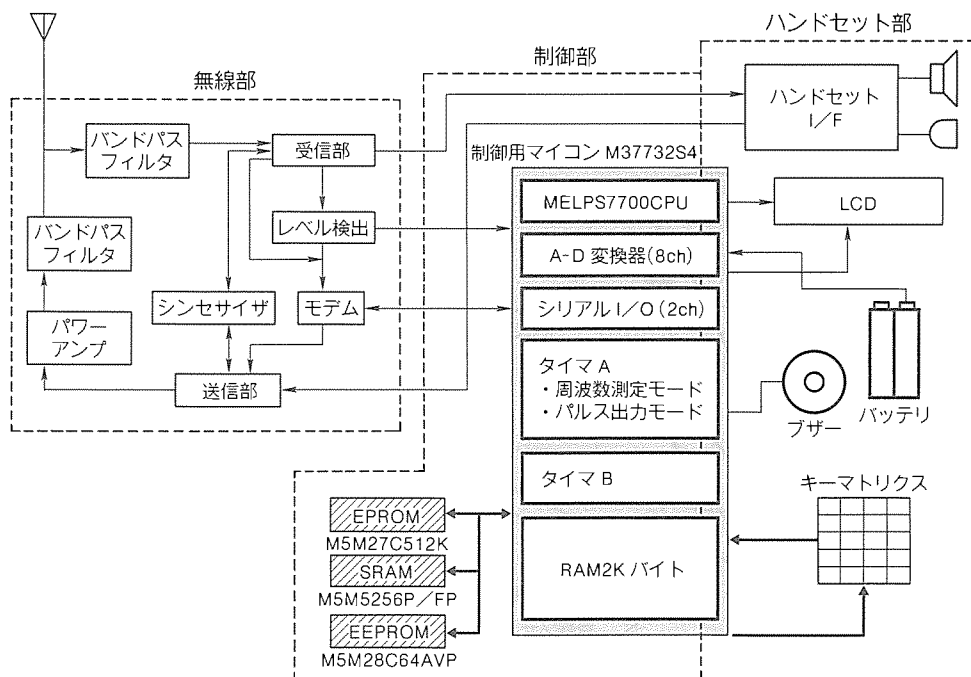 ハンドセット部
制御部
無線部
ハンドセット
I/F
バンドパス
フィルタ
受信部
制御用マイコン M37732S4
MELPS7700CPU
LCD
レベル検出
バンドパス
フィルタ
A-D 変換器(8ch)
シンセサイザ
モデム
シリアル I/O (2ch)
パワー
アンプ
タイマ A
・周波数測定モード
・パルス出力モード
送信部
ブザー
バッテリ
タイマ B
キーマトリクス
EPROM
M5M27C512K
SRAM
M5M5256P/FP
RAM2K バイト
EEPROM
M5M28C64AVP